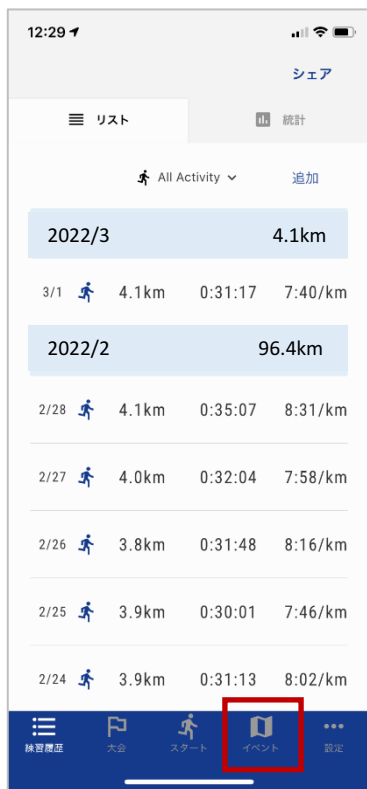 12:29
シェア
リスト 統計
All Activity 追加
2022/3 4.1km
3/1 4.1km 0:31:17 7:40/km
2022/2 96.4km
2/28 4.1km 0:35:07 8:31/km
2/27 4.0km 0:32:04 7:58/km
2/26 3.8km 0:31:48 8:16/km
2/25 3.9km 0:30:01 7:46/km
2/24 3.9km 0:31:13 8:02/km
練習履歴 大会 スタート イベント 設定